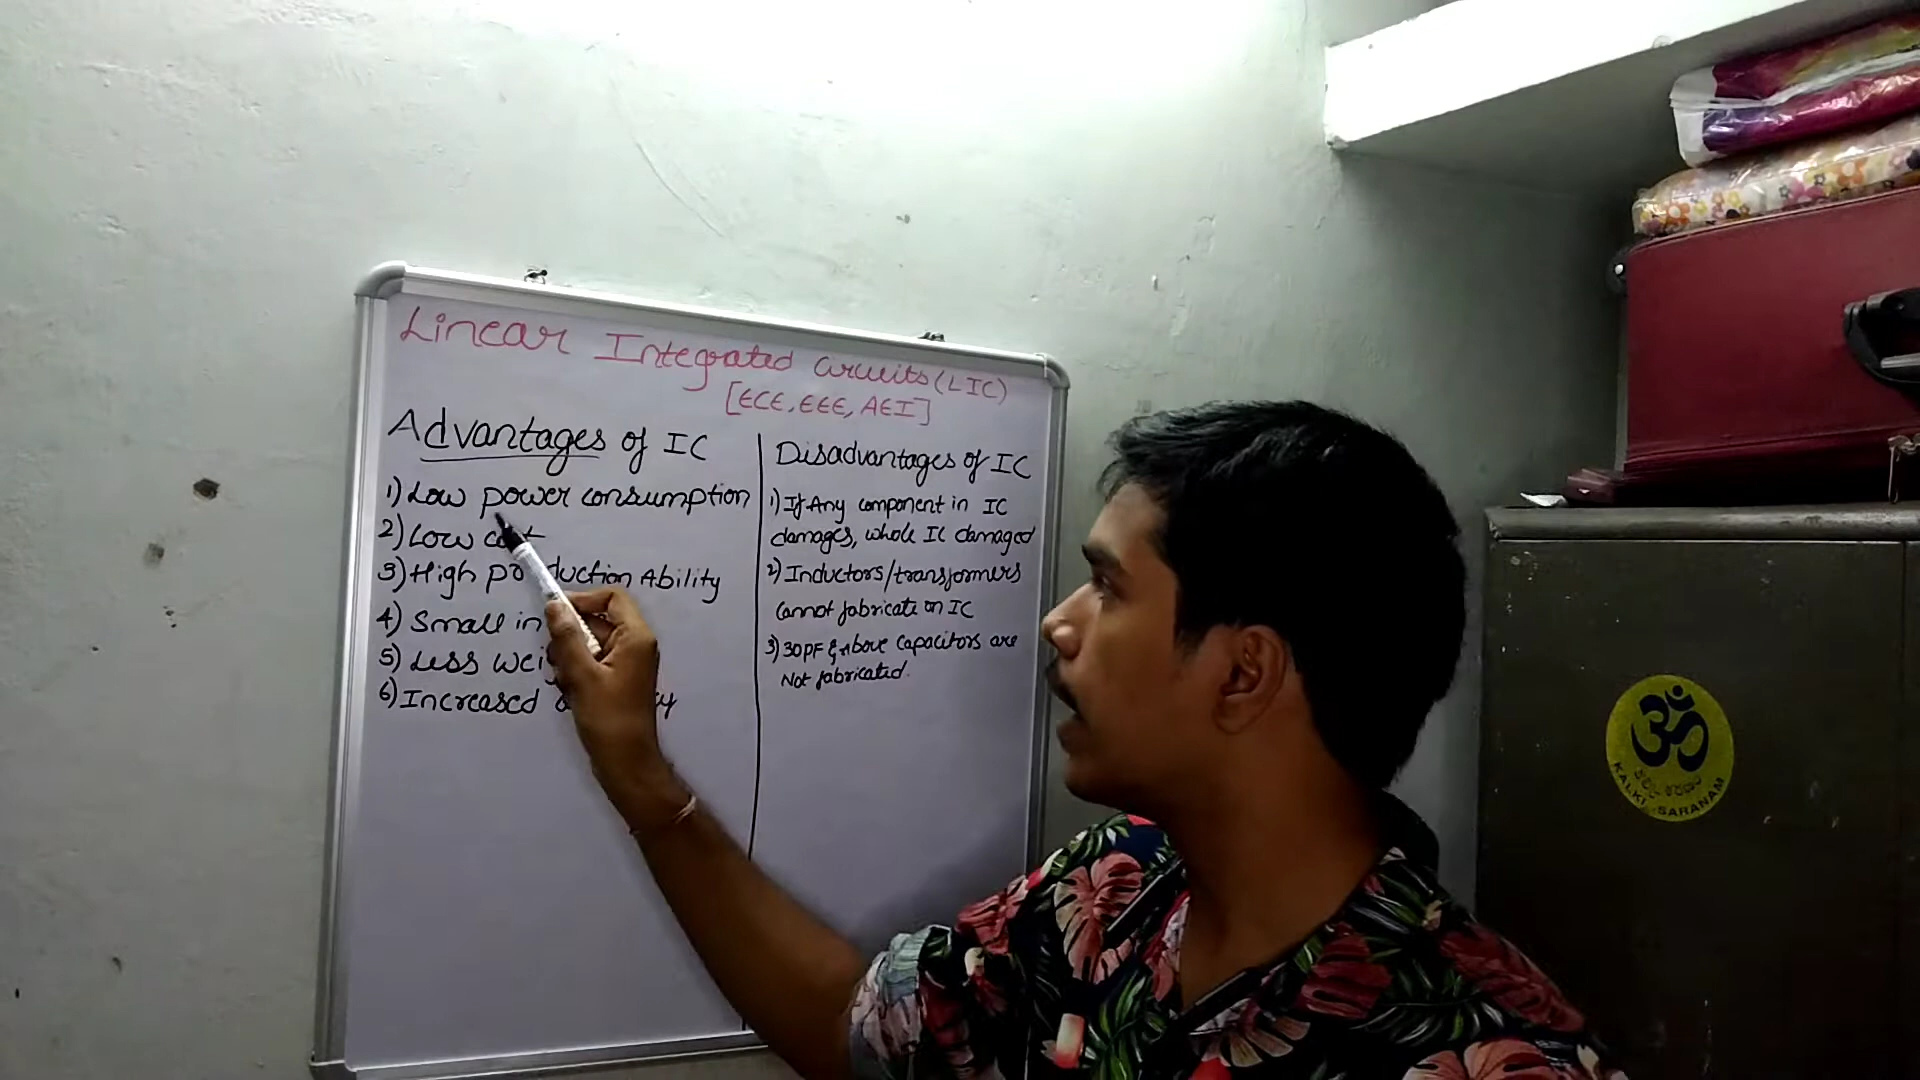 Linear Integrated Circuits (LIC)
[ECE, EEE, AEI]
Advantages of IC
1) Low power consumption
2) Low cost
3) High production Ability
4) Small in
5) Less
6) Increased
Disadvantages of IC
1) If Any component in IC
damages, whole IC damaged
2) Inductors/transformers
Cannot fabricate on IC
3) 30PF & Above Capacitors are
Not fabricated.
ॐ
KALKI SARANAM